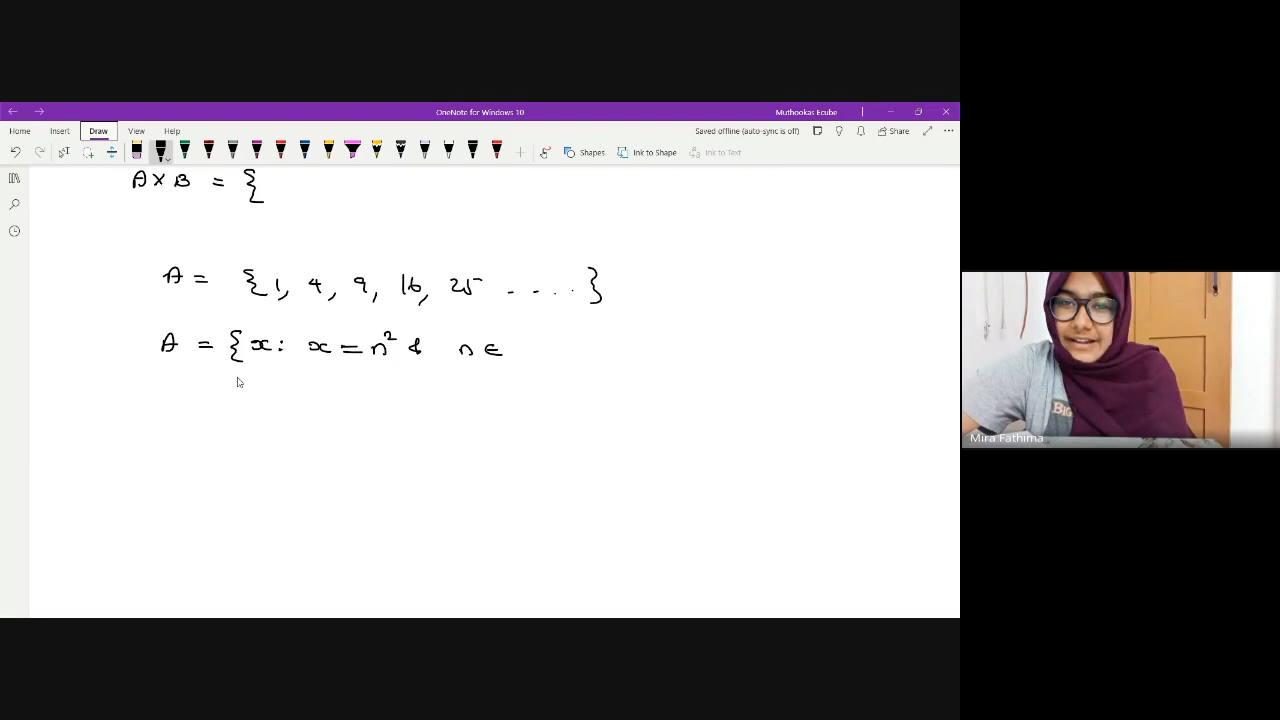 OneNote for Windows 10
Muthookas Ecube
Home Insert Draw View Help
Saved offline (auto-sync is off)
Share
Shapes
Ink to Shape
Ink to Text
A × B = {
A = {1, 4, 9, 16, 25 - - . . . }
A = {x : x = n² & n ∈
BIG
Mira Fathima